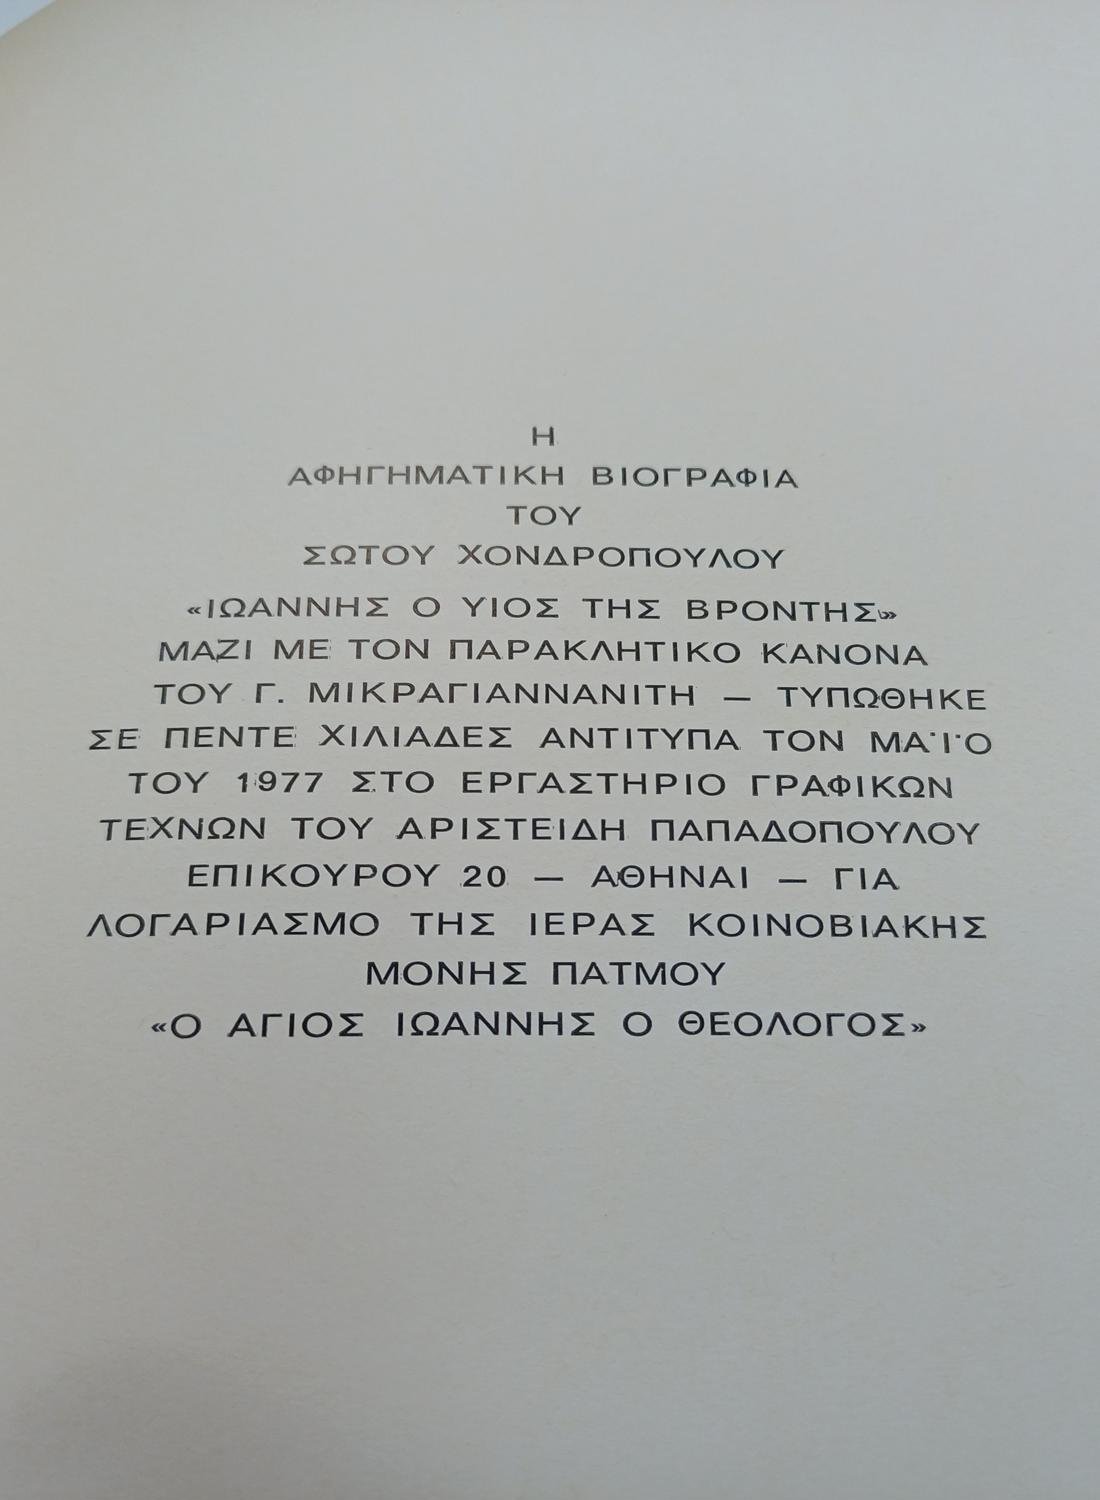 Η
ΑΦΗΓΗΜΑΤΙΚΗ ΒΙΟΓΡΑΦΙΑ
ΤΟΥ
ΣΩΤΟΥ ΧΟΝΔΡΟΠΟΥΛΟΥ
«ΙΩΑΝΝΗΣ Ο ΥΙΟΣ ΤΗΣ ΒΡΟΝΤΗΣ»
ΜΑΖΙ ΜΕ ΤΟΝ ΠΑΡΑΚΛΗΤΙΚΟ ΚΑΝΟΝΑ
ΤΟΥ Γ. ΜΙΚΡΑΓΙΑΝΝΑΝΙΤΗ — ΤΥΠΩΘΗΚΕ
ΣΕ ΠΕΝΤΕ ΧΙΛΙΑΔΕΣ ΑΝΤΙΤΥΠΑ ΤΟΝ ΜΑΪΟ
ΤΟΥ 1977 ΣΤΟ ΕΡΓΑΣΤΗΡΙΟ ΓΡΑΦΙΚΩΝ
ΤΕΧΝΩΝ ΤΟΥ ΑΡΙΣΤΕΙΔΗ ΠΑΠΑΔΟΠΟΥΛΟΥ
ΕΠΙΚΟΥΡΟΥ 20 — ΑΘΗΝΑΙ — ΓΙΑ
ΛΟΓΑΡΙΑΣΜΟ ΤΗΣ ΙΕΡΑΣ ΚΟΙΝΟΒΙΑΚΗΣ
ΜΟΝΗΣ ΠΑΤΜΟΥ
«Ο ΑΓΙΟΣ ΙΩΑΝΝΗΣ Ο ΘΕΟΛΟΓΟΣ»